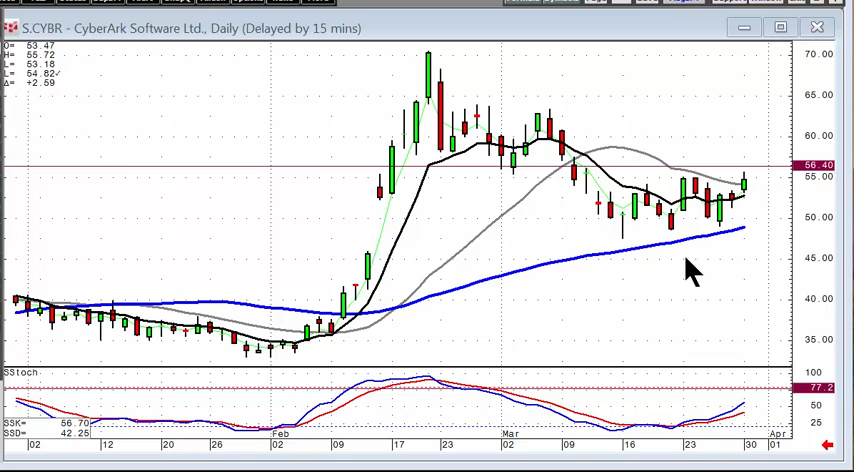 S.CYBR - CyberArk Software Ltd., Daily (Delayed by 15 mins)
O= 53.47
H= 55.72
L= 53.18
L= 54.82✓
Δ= +2.59
70.00
65.00
60.00
56.40
55.00
50.00
45.00
40.00
35.00
SStoch
100
77.2
50
25
SSK= 56.70
SSD= 42.25
02 12 20 26 Feb 09 17 23 Mar 02 09 16 23 30 Apr 01